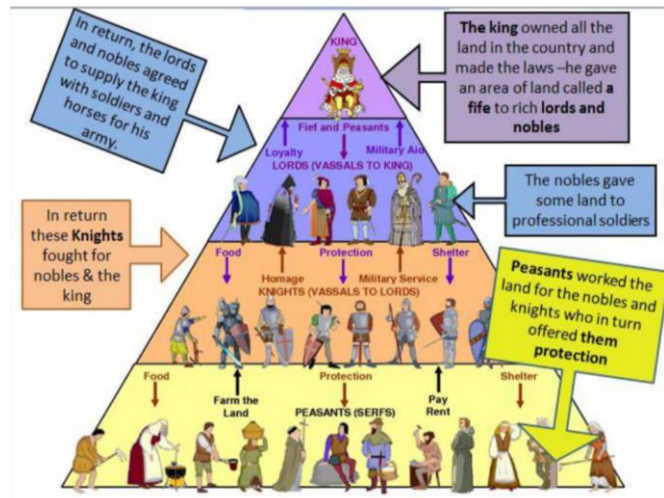 In return, the lords
and nobles agreed
to supply the king
with soldiers and
horses for his
army.
The king owned all the
land in the country and
made the laws –he gave
an area of land called a
fife to rich lords and
nobles
KING
Fief and Peasants
Loyalty
Military Aid
LORDS (VASSALS TO KING)
The nobles gave
some land to
professional soldiers
In return
these Knights
fought for
nobles & the
king
Food
Protection
Shelter
Homage
Military Service
KNIGHTS (VASSALS TO LORDS)
Peasants worked the
land for the nobles and
knights who in turn
offered them
protection
Food
Protection
Shelter
Farm the
Land
Pay
Rent
PEASANTS (SERFS)